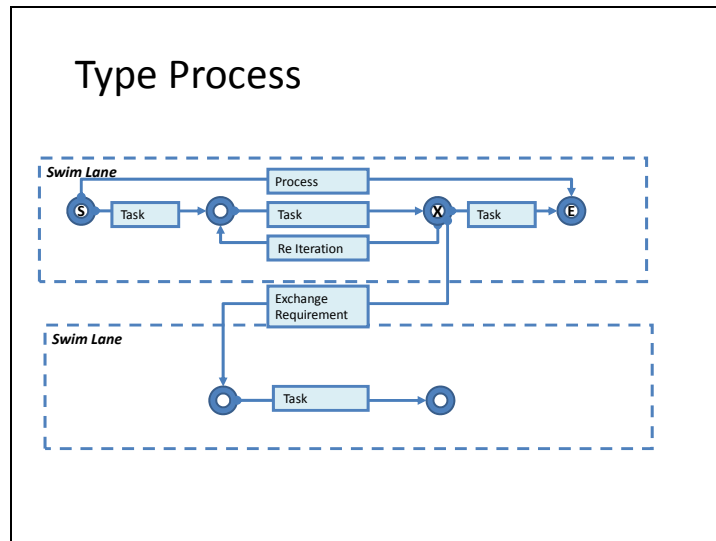 Type Process
Swim Lane
Process
S
Task
Task
X
Task
E
Re Iteration
Exchange
Requirement
Swim Lane
Task